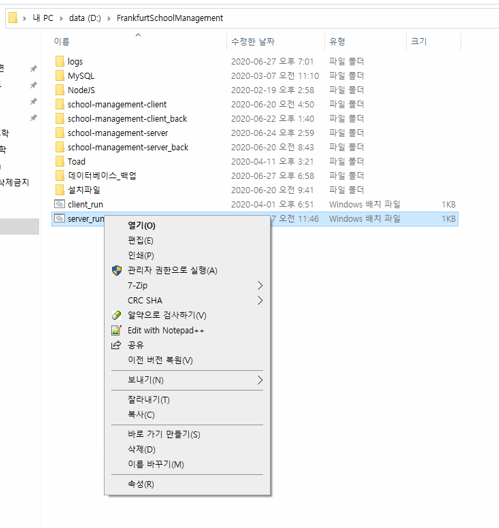 내 PC > data (D:) > FrankfurtSchoolManagement
이름 수정한 날짜 유형 크기
logs 2020-06-27 오후 7:01 파일 폴더
MySQL 2020-03-07 오전 11:10 파일 폴더
NodeJS 2020-02-19 오후 2:58 파일 폴더
school-management-client 2020-06-20 오전 4:50 파일 폴더
school-management-client_back 2020-06-22 오후 1:40 파일 폴더
school-management-server 2020-06-24 오전 2:59 파일 폴더
school-management-server_back 2020-06-20 오전 8:43 파일 폴더
Toad 2020-04-11 오후 3:21 파일 폴더
데이터베이스_백업 2020-06-27 오후 6:58 파일 폴더
설치파일 2020-06-20 오전 9:41 파일 폴더
client_run 2020-04-01 오후 6:51 Windows 배치 파일 1KB
server_run 7 오전 11:46 Windows 배치 파일 1KB
삭제금지
열기(O)
편집(E)
인쇄(P)
관리자 권한으로 실행(A)
7-Zip
CRC SHA
알약으로 검사하기(V)
Edit with Notepad++
공유
이전 버전 복원(V)
보내기(N)
잘라내기(T)
복사(C)
바로 가기 만들기(S)
삭제(D)
이름 바꾸기(M)
속성(R)